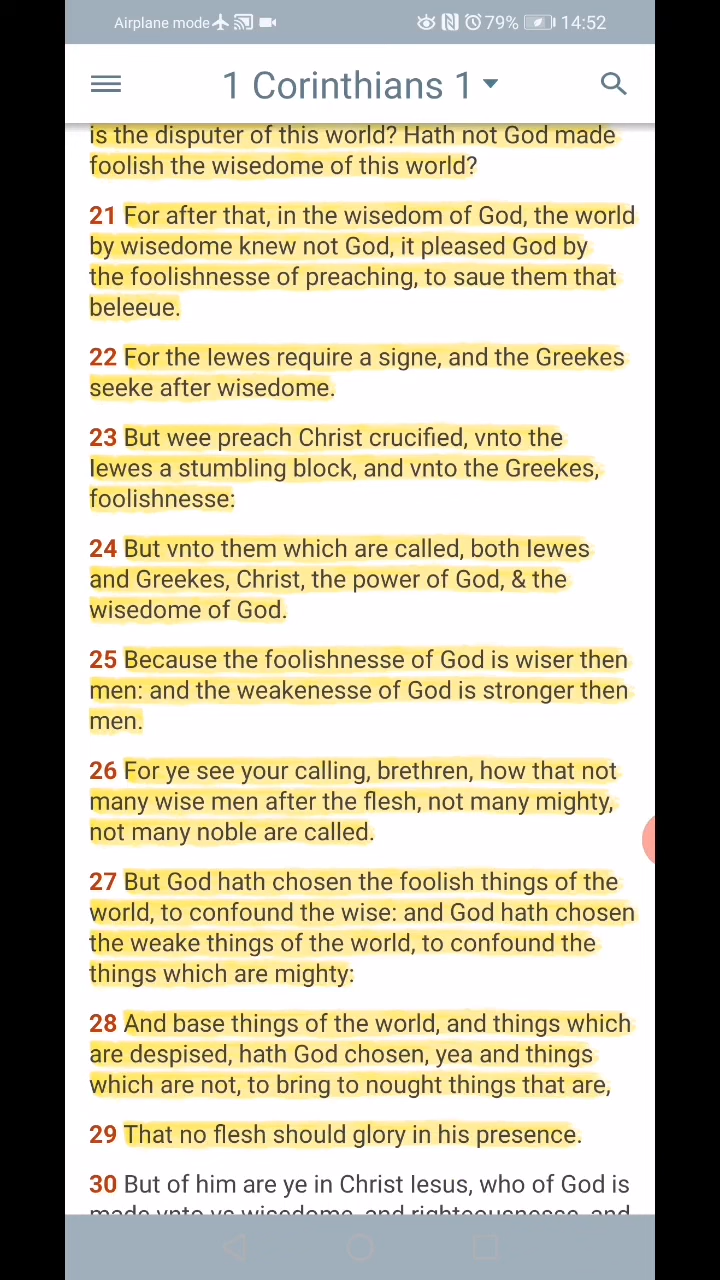 Airplane mode 79% 14:52
1 Corinthians 1
is the disputer of this world? Hath not God made
foolish the wisedome of this world?
21 For after that, in the wisedom of God, the world
by wisedome knew not God, it pleased God by
the foolishnesse of preaching, to saue them that
beleeue.
22 For the Iewes require a signe, and the Greekes
seeke after wisedome.
23 But wee preach Christ crucified, vnto the
Iewes a stumbling block, and vnto the Greekes,
foolishnesse:
24 But vnto them which are called, both Iewes
and Greekes, Christ, the power of God, & the
wisedome of God.
25 Because the foolishnesse of God is wiser then
men: and the weakenesse of God is stronger then
men.
26 For ye see your calling, brethren, how that not
many wise men after the flesh, not many mighty,
not many noble are called.
27 But God hath chosen the foolish things of the
world, to confound the wise: and God hath chosen
the weake things of the world, to confound the
things which are mighty:
28 And base things of the world, and things which
are despised, hath God chosen, yea and things
which are not, to bring to nought things that are,
29 That no flesh should glory in his presence.
30 But of him are ye in Christ Iesus, who of God is
made vnto vs wisedome, and righteousnesse, and